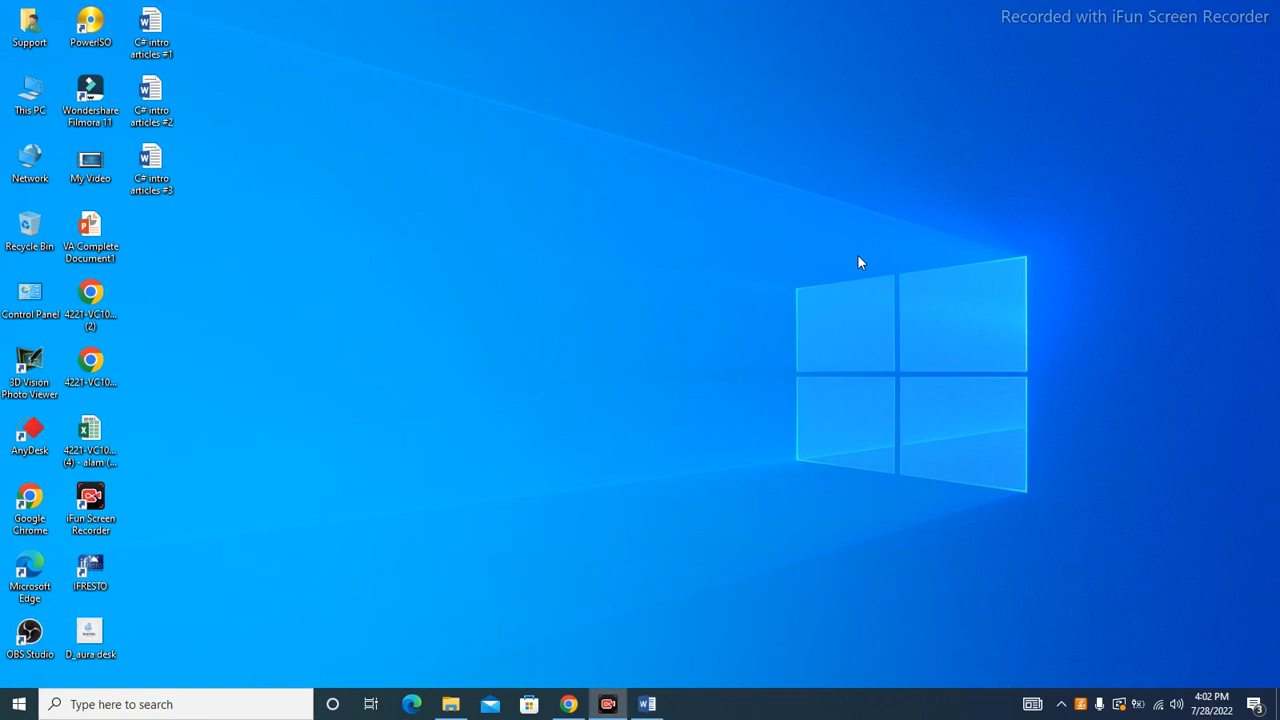 Recorded with iFun Screen Recorder
Support
PowerISO
C# intro
articles #1
This PC
Wondershare
Filmora 11
C# intro
articles #2
Network
My Video
C# intro
articles #3
Recycle Bin
VA Complete
Document1
Control Panel
4221-VC10...
(2)
3D Vision
Photo Viewer
4221-VC10...
AnyDesk
4221-VC10...
(4) - alam (...
Google
Chrome
iFun Screen
Recorder
Microsoft
Edge
IFRESTO
OBS Studio
D_aura desk
Type here to search
4:02 PM
7/28/2022
3